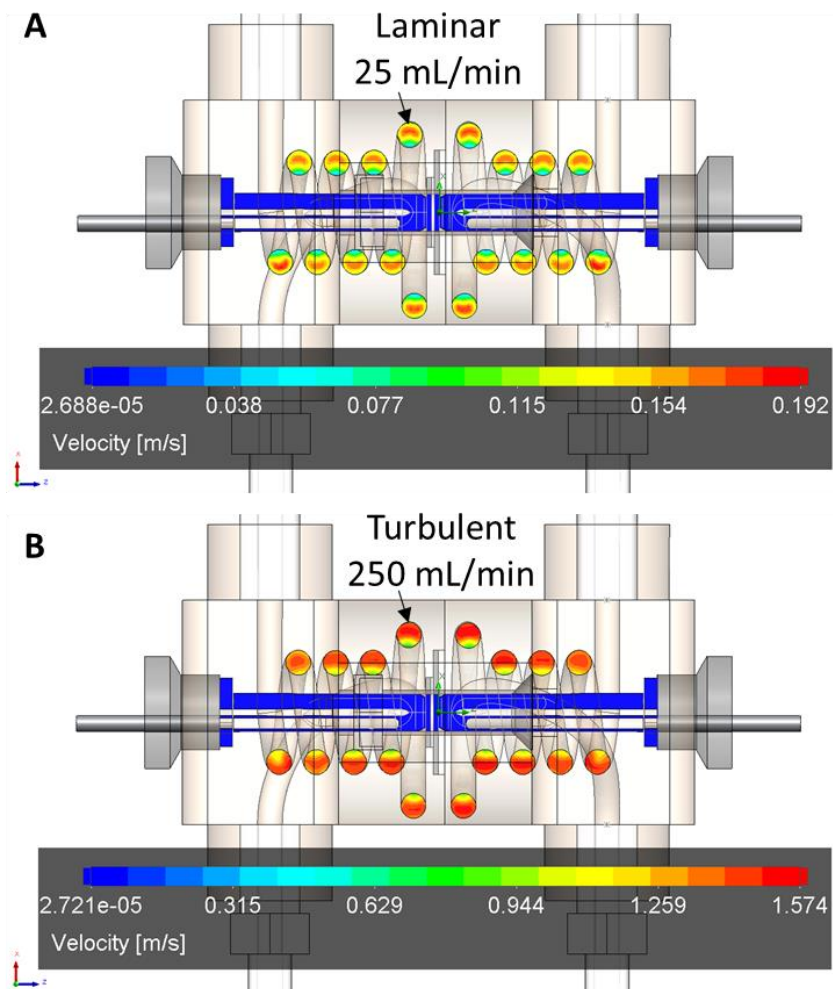 A
Laminar
25 mL/min
2.688e-05 0.038 0.077 0.115 0.154 0.192
Velocity [m/s]
B
Turbulent
250 mL/min
2.721e-05 0.315 0.629 0.944 1.259 1.574
Velocity [m/s]